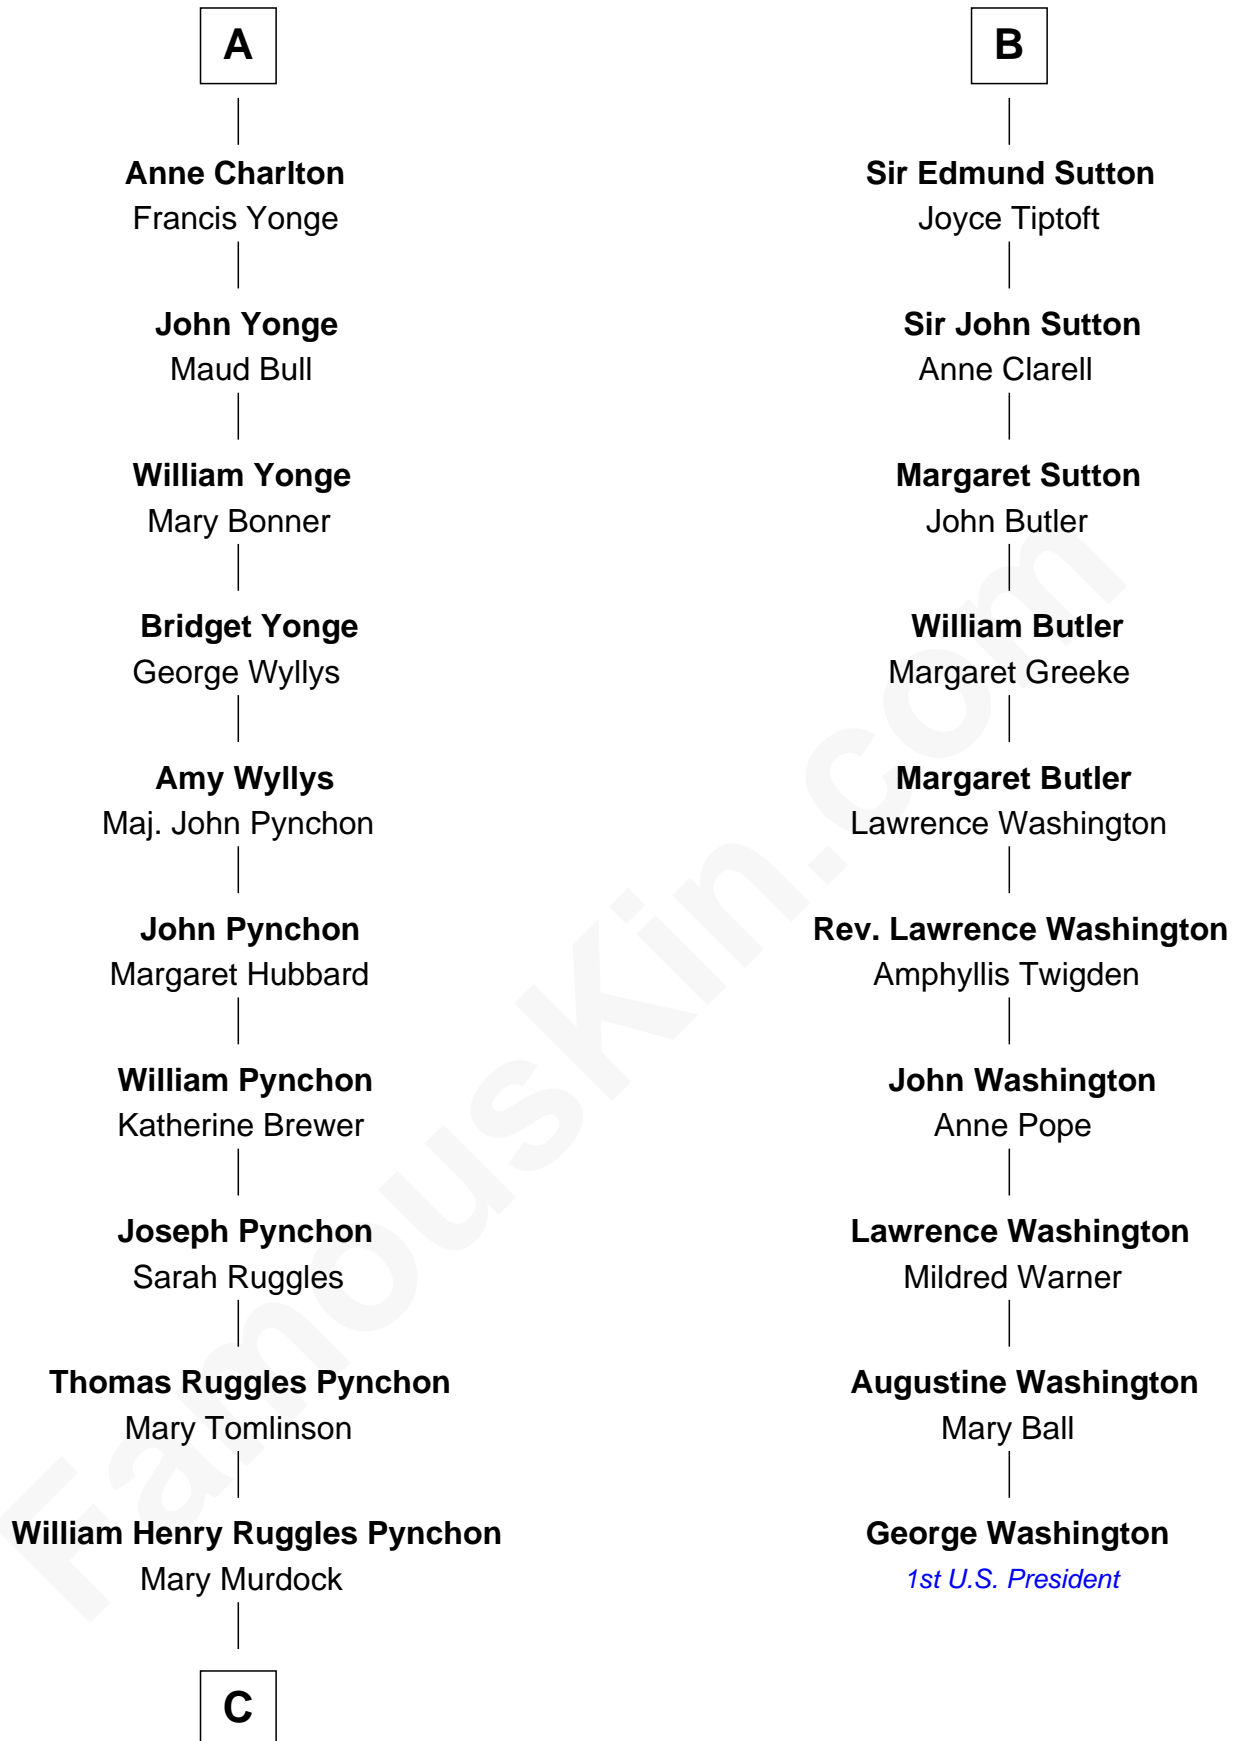 A
Anne Charlton
Francis Yonge
John Yonge
Maud Bull
William Yonge
Mary Bonner
Bridget Yonge
George Wyllys
Amy Wyllys
Maj. John Pynchon
John Pynchon
Margaret Hubbard
William Pynchon
Katherine Brewer
Joseph Pynchon
Sarah Ruggles
Thomas Ruggles Pynchon
Mary Tomlinson
William Henry Ruggles Pynchon
Mary Murdock
C
B
Sir Edmund Sutton
Joyce Tiptoft
Sir John Sutton
Anne Clarell
Margaret Sutton
John Butler
William Butler
Margaret Greeke
Margaret Butler
Lawrence Washington
Rev. Lawrence Washington
Amphyllis Twigden
John Washington
Anne Pope
Lawrence Washington
Mildred Warner
Augustine Washington
Mary Ball
George Washington
1st U.S. President
FamousKin.com